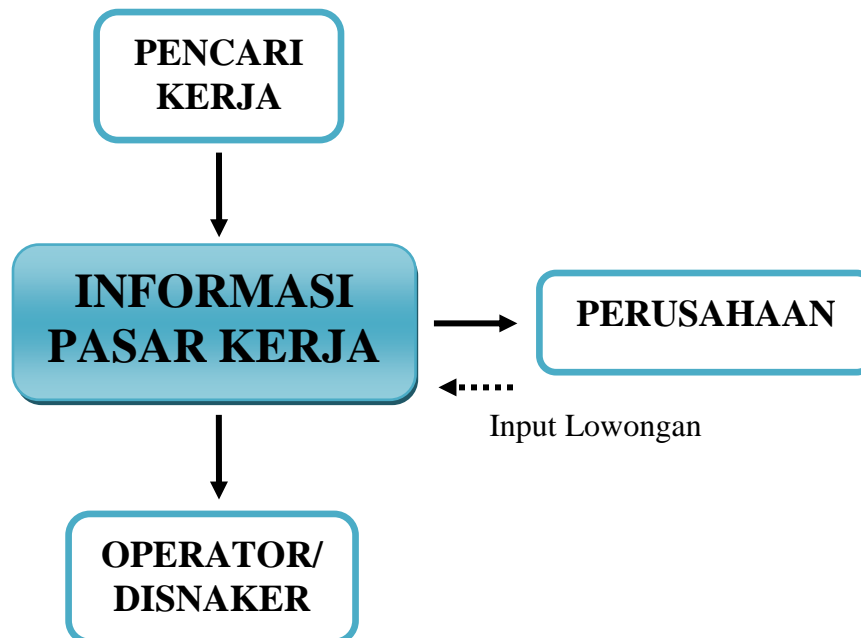 PENCARI
KERJA
INFORMASI
PASAR KERJA
PERUSAHAAN
Input Lowongan
OPERATOR/
DISNAKER